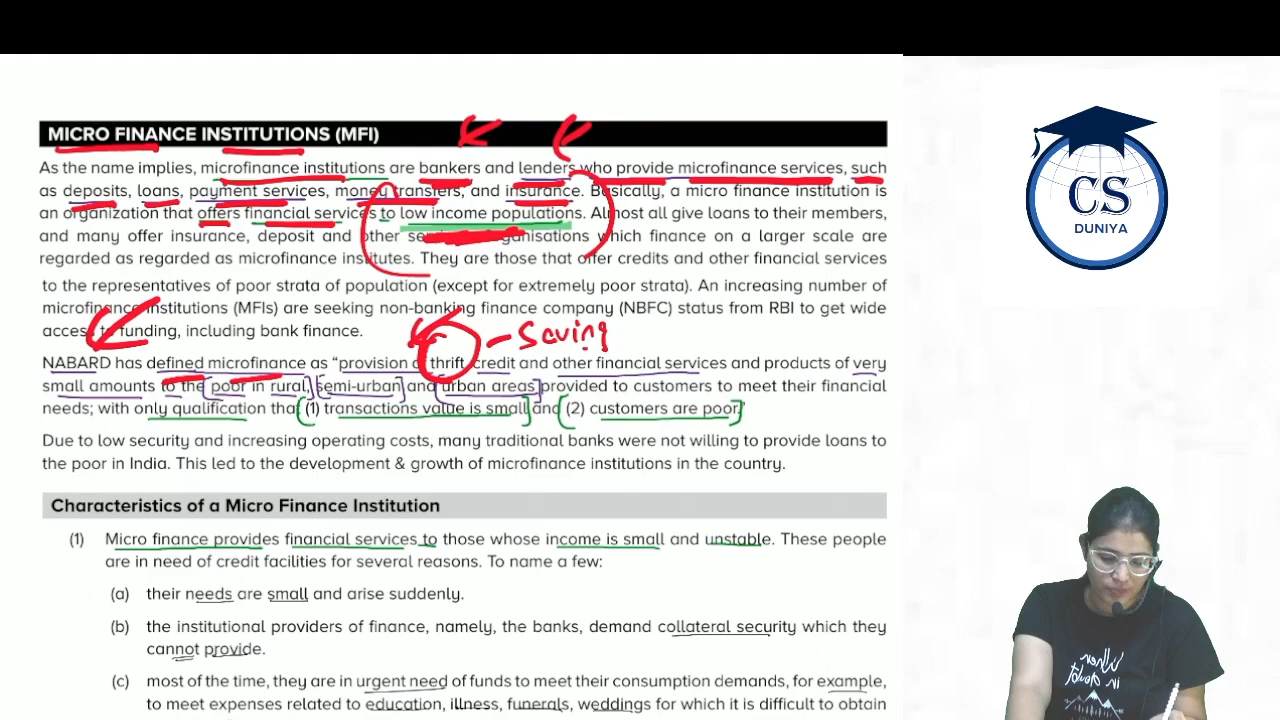 MICRO FINANCE INSTITUTIONS (MFI)
As the name implies, microfinance institutions are bankers and lenders who provide microfinance services, such
as deposits, loans, payment services, money transfers, and insurance. Basically, a micro finance institution is
an organization that offers financial services to low income populations. Almost all give loans to their members,
and many offer insurance, deposit and other organisations which finance on a larger scale are
regarded as regarded as microfinance institutes. They are those that offer credits and other financial services
to the representatives of poor strata of population (except for extremely poor strata). An increasing number of
microfinance institutions (MFIs) are seeking non-banking finance company (NBFC) status from RBI to get wide
access to funding, including bank finance.
Saving
NABARD has defined microfinance as “provision of thrift, credit and other financial services and products of very
small amounts to the poor in rural, semi-urban and urban areas provided to customers to meet their financial
needs; with only qualification that (1) transactions value is small and (2) customers are poor.”
Due to low security and increasing operating costs, many traditional banks were not willing to provide loans to
the poor in India. This led to the development & growth of microfinance institutions in the country.
Characteristics of a Micro Finance Institution
(1) Micro finance provides financial services to those whose income is small and unstable. These people
are in need of credit facilities for several reasons. To name a few:
(a) their needs are small and arise suddenly.
(b) the institutional providers of finance, namely, the banks, demand collateral security which they
cannot provide.
(c) most of the time, they are in urgent need of funds to meet their consumption demands, for example,
to meet expenses related to education, illness, funerals, weddings for which it is difficult to obtain
CS
DUNIYA